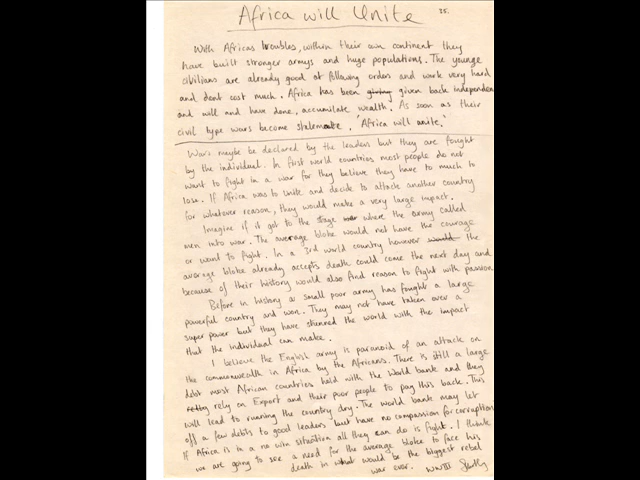 Africa will Unite
35.
With Africas troubles, within their own continent they
have built stronger armys and huge populations. The younge
civilians are already good at following orders and work very hard
and dont cost much. Africa has been giving given back independen
and will and have done, accumilate wealth. As soon as their
civil type wars become stalemate, "Africa will unite."
Wars maybe be declared by the leaders but they are fought
by the individual. In first world countries most people do not
want to fight in a war for they believe they have to much to
lose. If Africa was to Unite and decide to attack another country
for whatever reason, they would make a very large impact.
Imagine if it got to the stage where the army called
men into war. The average bloke would not have the courage
or want to fight. In a 3rd world country however would the
average bloke already accepts death could come the next day and
because of their history would also find reason to fight with passion.
Before in history a small poor army has fought a large
powerful country and won. They may not have taken over a
super power but they have stunned the world with the impact
that the individual can make.
I believe the English army is paranoid of an attack on
the commonwealth in Africa by the Africans. There is still a large
debt most African countries hold with the World bank and they
rely on Export and their poor people to pay this back. This
will lead to running the country dry. The world bank may let
off a few debts to good leaders but have no compassion for corruption
If Africa is in a no win situation all they can do is fight. I think
we are going to see a need for the average bloke to face his
death in what would be the biggest rebel
war ever. WWIII